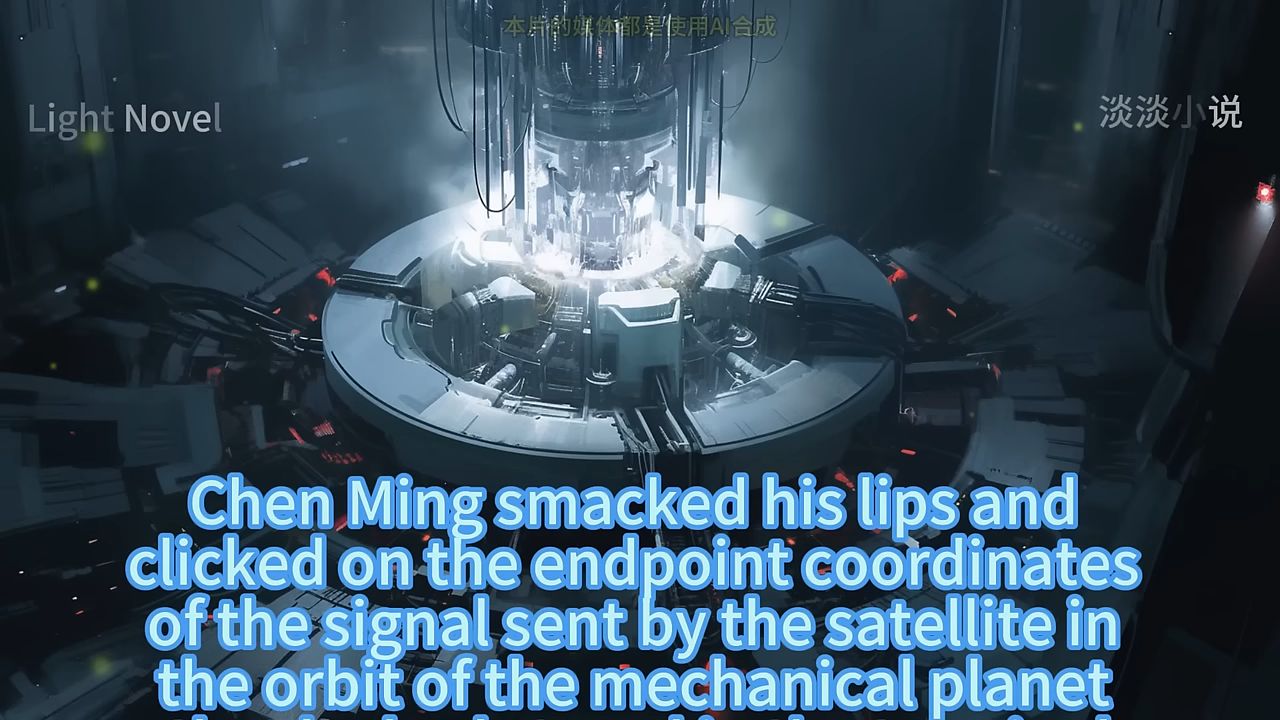 本片的媒体都是使用AI合成
Light Novel
淡淡小说
Chen Ming smacked his lips and
clicked on the endpoint coordinates
of the signal sent by the satellite in
the orbit of the mechanical planet